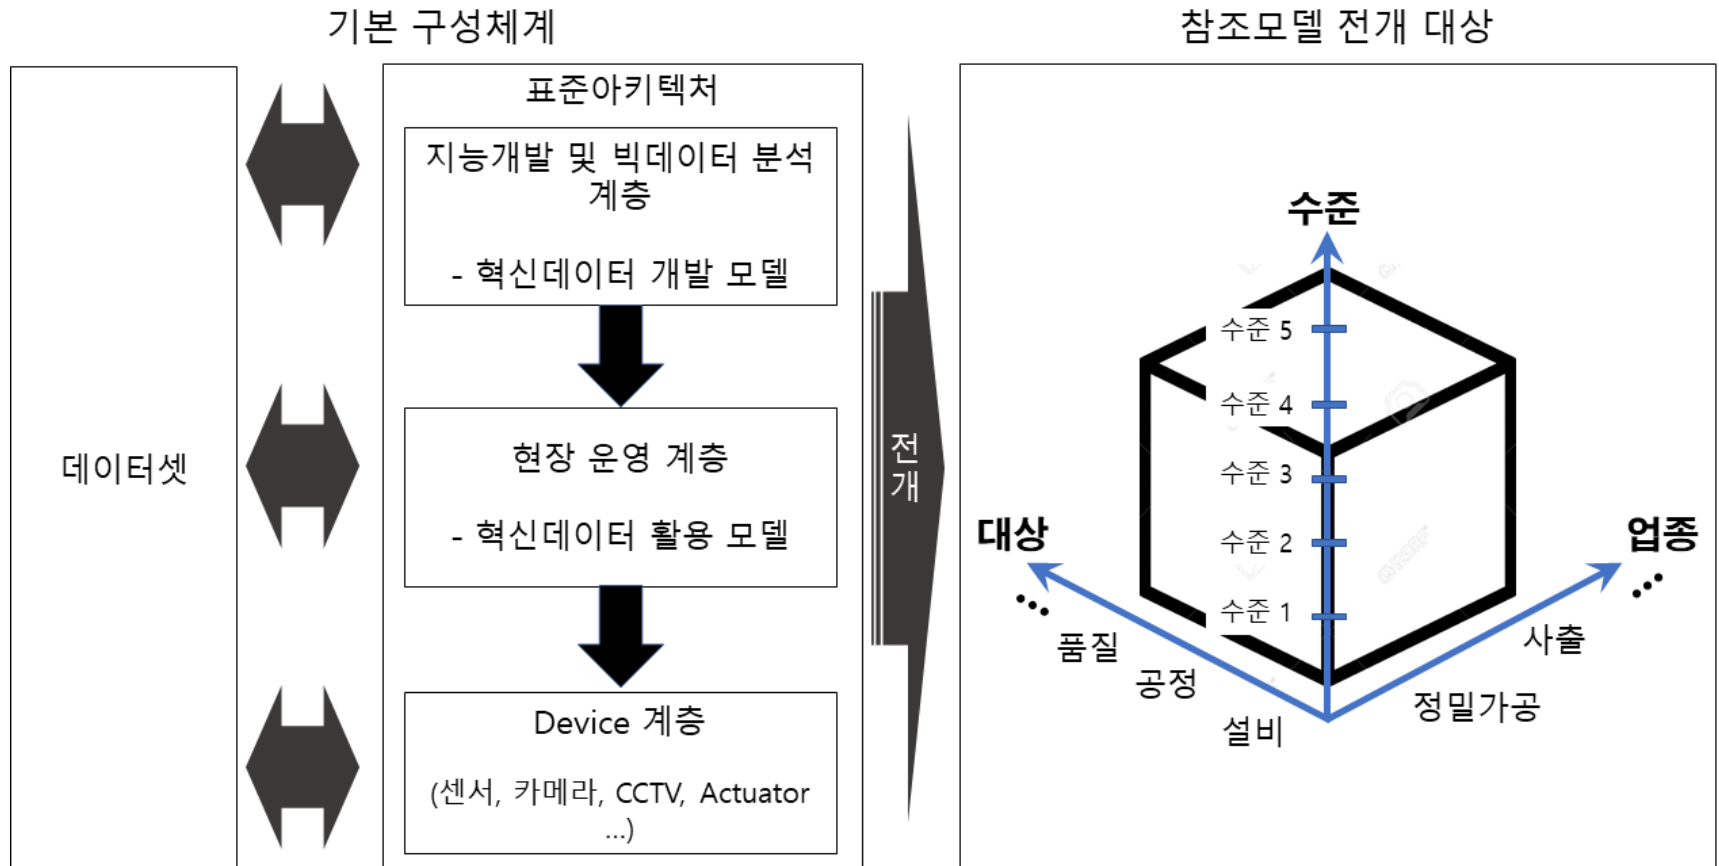 기본 구성체계
참조모델 전개 대상
데이터셋
표준아키텍처
지능개발 및 빅데이터 분석
계층
- 혁신데이터 개발 모델
현장 운영 계층
- 혁신데이터 활용 모델
Device 계층
(센서, 카메라, CCTV, Actuator
...)
전
개
수준
수준 5
수준 4
수준 3
수준 2
수준 1
대상
...
품질
공정
설비
업종
...
사출
정밀가공